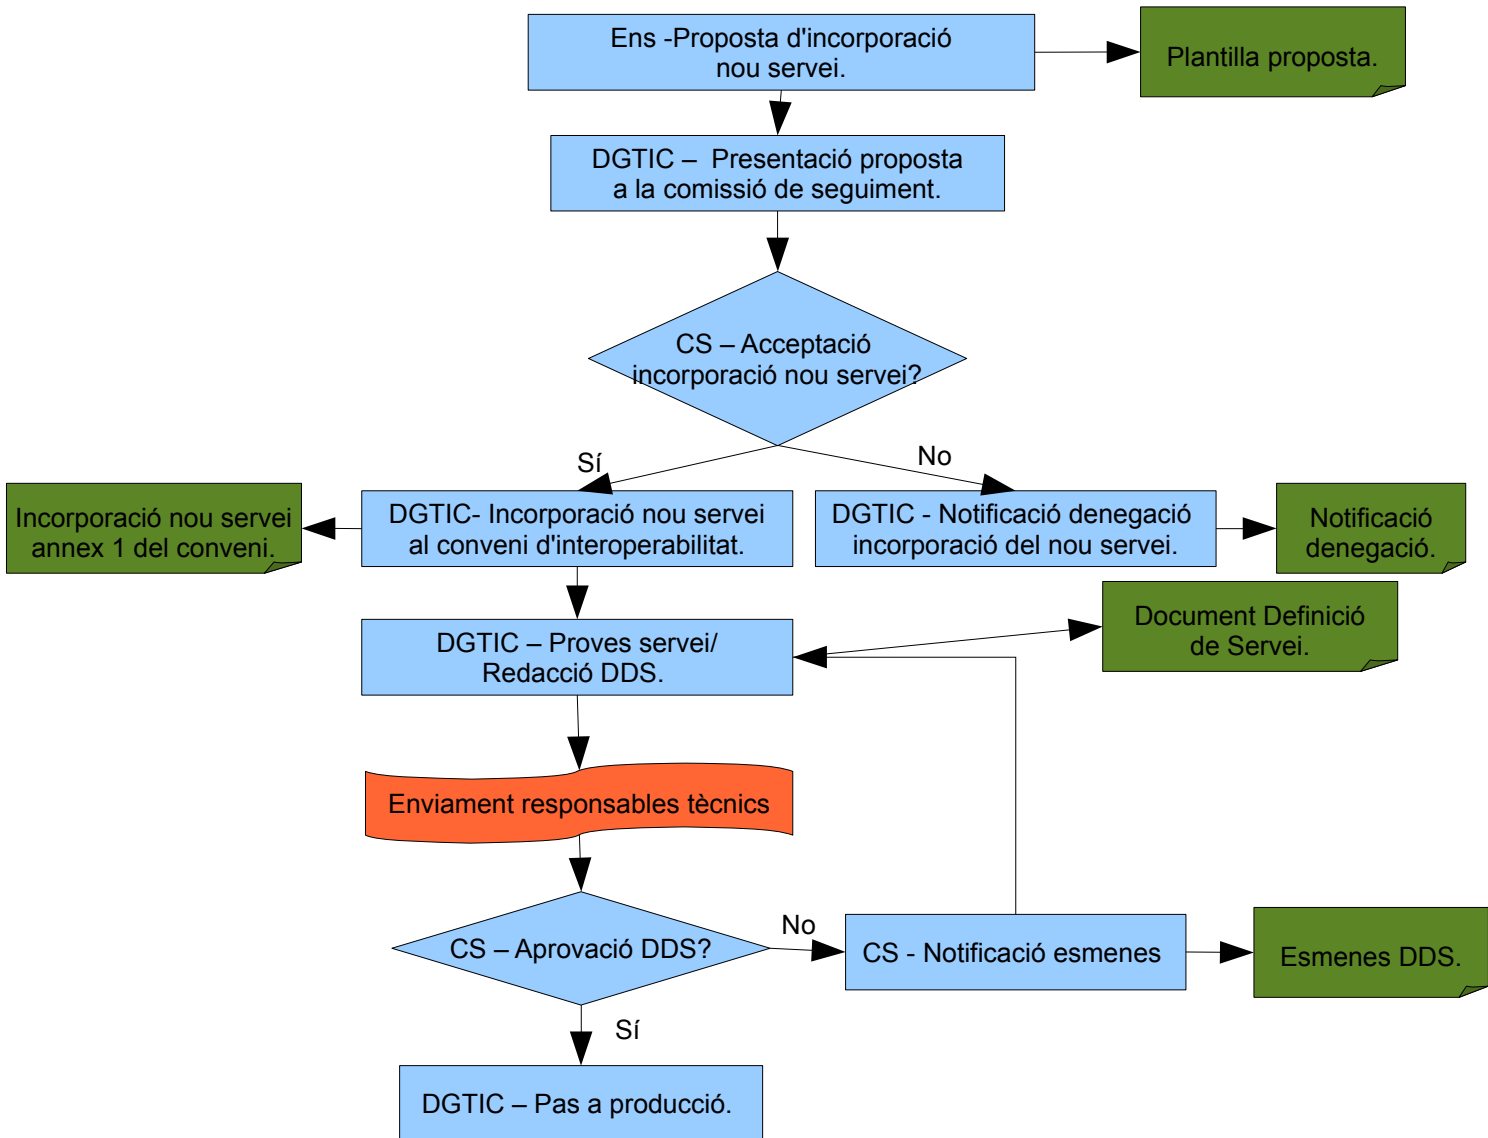 Ens -Proposta d'incorporació
nou servei.
Plantilla proposta.
DGTIC – Presentació proposta
a la comissió de seguiment.
CS – Acceptació
incorporació nou servei?
Sí
No
Incorporació nou servei
annex 1 del conveni.
DGTIC- Incorporació nou servei
al conveni d'interoperabilitat.
DGTIC - Notificació denegació
incorporació del nou servei.
Notificació
denegació.
Document Definició
de Servei.
DGTIC – Proves servei/
Redacció DDS.
Enviament responsables tècnics
CS – Aprovació DDS?
No
CS - Notificació esmenes
Esmenes DDS.
Sí
DGTIC – Pas a producció.